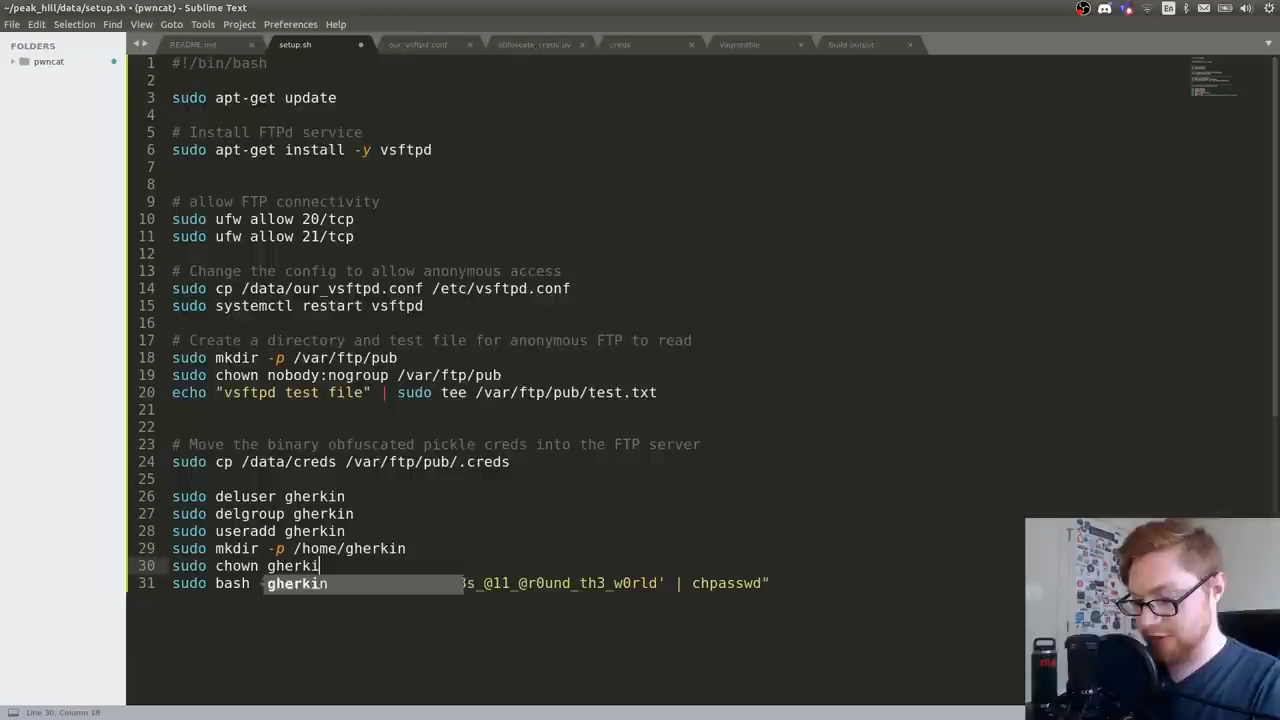 ~/peak_hill/data/setup.sh • (pwncat) - Sublime Text
En
File Edit Selection Find View Goto Tools Project Preferences Help
FOLDERS
pwncat
README.md
setup.sh
our_vsftpd.conf
obfuscate_creds.py
creds
Vagrantfile
Build output
1 #!/bin/bash
2
3 sudo apt-get update
4
5 # Install FTPd service
6 sudo apt-get install -y vsftpd
7
8
9 # allow FTP connectivity
10 sudo ufw allow 20/tcp
11 sudo ufw allow 21/tcp
12
13 # Change the config to allow anonymous access
14 sudo cp /data/our_vsftpd.conf /etc/vsftpd.conf
15 sudo systemctl restart vsftpd
16
17 # Create a directory and test file for anonymous FTP to read
18 sudo mkdir -p /var/ftp/pub
19 sudo chown nobody:nogroup /var/ftp/pub
20 echo "vsftpd test file" | sudo tee /var/ftp/pub/test.txt
21
22
23 # Move the binary obfuscated pickle creds into the FTP server
24 sudo cp /data/creds /var/ftp/pub/.creds
25
26 sudo deluser gherkin
27 sudo delgroup gherkin
28 sudo useradd gherkin
29 sudo mkdir -p /home/gherkin
30 sudo chown gherki
31 sudo bash gherkin 3s_@11_@r0und_th3_w0rld' | chpasswd"
Line 30, Column 18